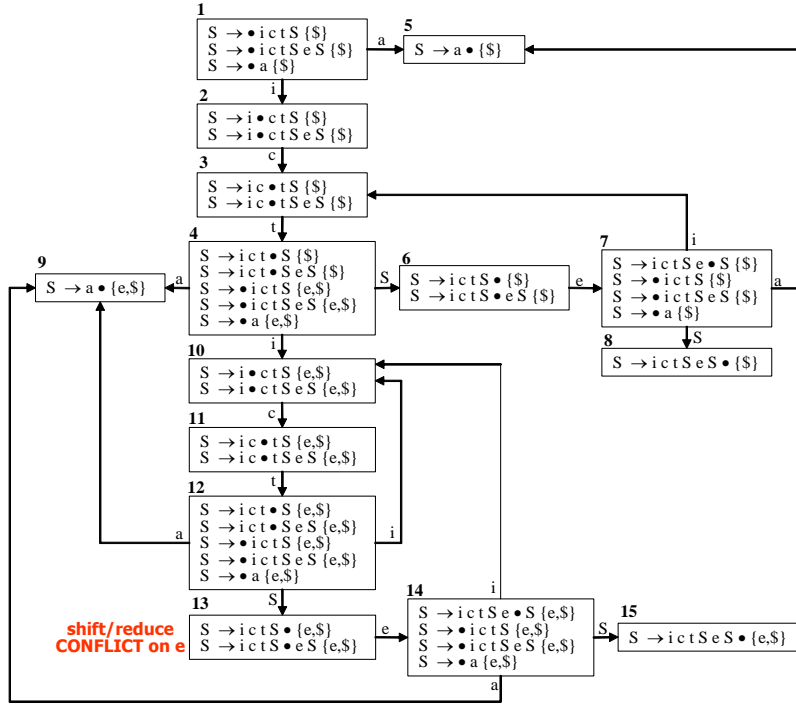 1
S → • i c t S {$}
S → • i c t S e S {$}
S → • a {$}
a
5
S → a • {$}
i
2
S → i • c t S {$}
S → i • c t S e S {$}
c
3
S → i c • t S {$}
S → i c • t S e S {$}
t
4
S → i c t • S {$}
S → i c t • S e S {$}
S → • i c t S {e,$}
S → • i c t S e S {e,$}
S → • a {e,$}
a
9
S → a • {e,$}
S
6
S → i c t S • {$}
S → i c t S • e S {$}
e
7
S → i c t S e • S {$}
S → • i c t S {$}
S → • i c t S e S {$}
S → • a {$}
i
a
S
8
S → i c t S e S • {$}
i
10
S → i • c t S {e,$}
S → i • c t S e S {e,$}
c
11
S → i c • t S {e,$}
S → i c • t S e S {e,$}
t
12
S → i c t • S {e,$}
S → i c t • S e S {e,$}
S → • i c t S {e,$}
S → • i c t S e S {e,$}
S → • a {e,$}
a
i
S
13
S → i c t S • {e,$}
S → i c t S • e S {e,$}
shift/reduce
CONFLICT on e
e
14
S → i c t S e • S {e,$}
S → • i c t S {e,$}
S → • i c t S e S {e,$}
S → • a {e,$}
i
a
S
15
S → i c t S e S • {e,$}